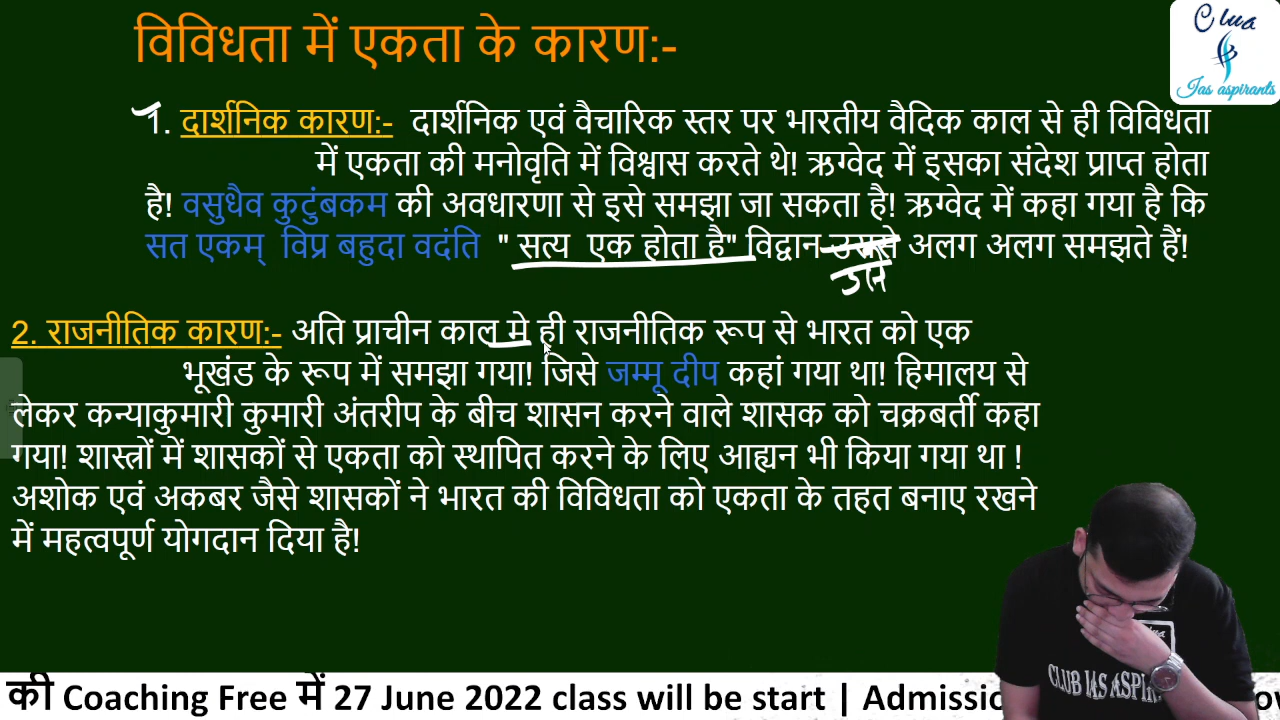 विविधता में एकता के कारण:-
Clua
Ias aspirants
1. दार्शनिक कारण:- दार्शनिक एवं वैचारिक स्तर पर भारतीय वैदिक काल से ही विविधता
में एकता की मनोवृति में विश्वास करते थे! ऋग्वेद में इसका संदेश प्राप्त होता
है! वसुधैव कुटुंबकम की अवधारणा से इसे समझा जा सकता है! ऋग्वेद में कहा गया है कि
सत एकम् विप्र बहुदा वदंति " सत्य एक होता है" विद्वान उससे अलग अलग समझते हैं!
2. राजनीतिक कारण:- अति प्राचीन काल मे ही राजनीतिक रूप से भारत को एक
भूखंड के रूप में समझा गया! जिसे जम्मू दीप कहां गया था! हिमालय से
लेकर कन्याकुमारी कुमारी अंतरीप के बीच शासन करने वाले शासक को चक्रबर्ती कहा
गया! शास्त्रों में शासकों से एकता को स्थापित करने के लिए आह्यन भी किया गया था !
अशोक एवं अकबर जैसे शासकों ने भारत की विविधता को एकता के तहत बनाए रखने
में महत्वपूर्ण योगदान दिया है!
CLUB IAS ASPI
की Coaching Free में 27 June 2022 class will be start | Admissio